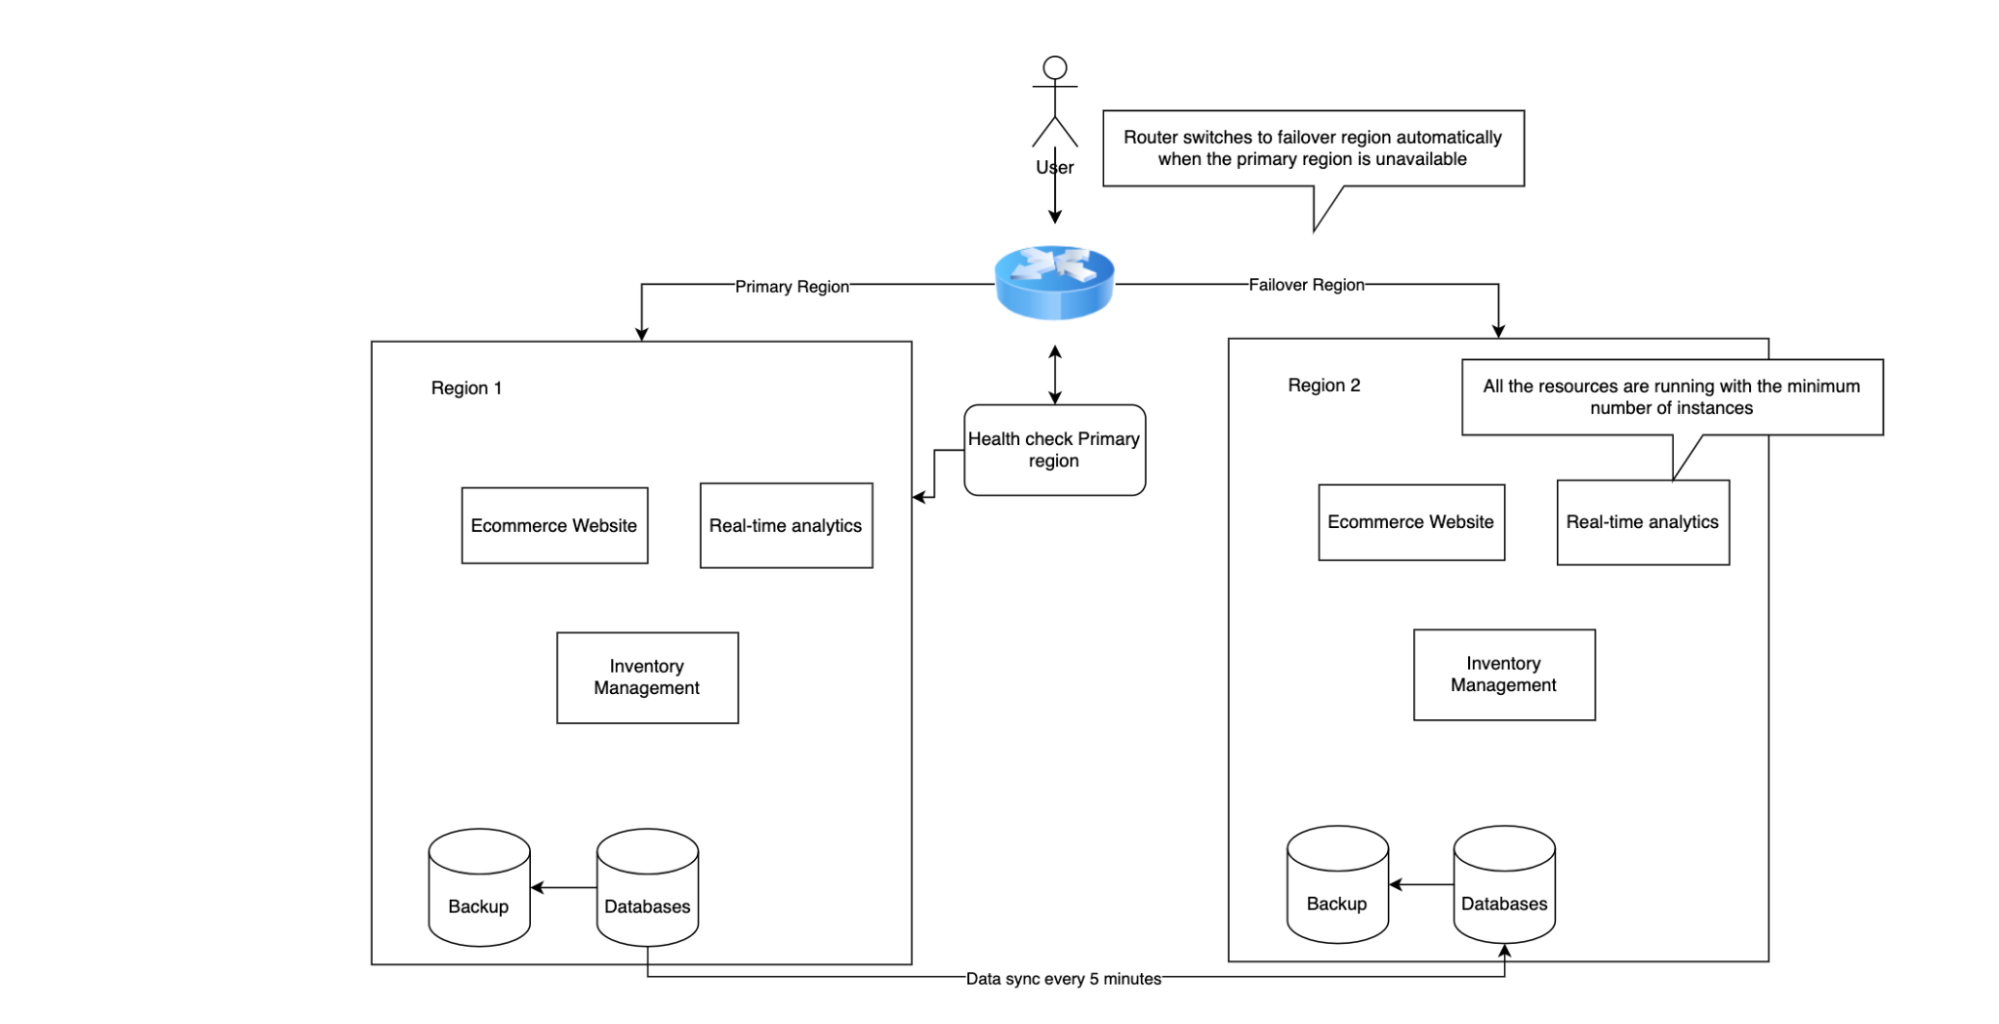 Router switches to failover region automatically
when the primary region is unavailable
User
Primary Region
Failover Region
Region 1
Health check Primary
region
Region 2
All the resources are running with the minimum
number of instances
Ecommerce Website
Real-time analytics
Ecommerce Website
Real-time analytics
Inventory
Management
Inventory
Management
Backup
Databases
Backup
Databases
Data sync every 5 minutes